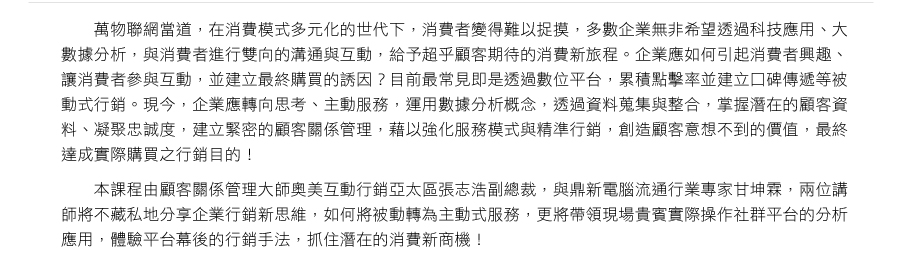 萬物聯網當道，在消費模式多元化的世代下，消費者變得難以捉摸，多數企業無非希望透過科技應用、大
數據分析，與消費者進行雙向的溝通與互動，給予超乎顧客期待的消費新旅程。企業應如何引起消費者興趣、
讓消費者參與互動，並建立最終購買的誘因？目前最常見即是透過數位平台，累積點擊率並建立口碑傳遞等被
動式行銷。現今，企業應轉向思考、主動服務，運用數據分析概念，透過資料蒐集與整合，掌握潛在的顧客資
料、凝聚忠誠度，建立緊密的顧客關係管理，藉以強化服務模式與精準行銷，創造顧客意想不到的價值，最終
達成實際購買之行銷目的！
本課程由顧客關係管理大師奧美互動行銷亞太區張志浩副總裁，與鼎新電腦流通行業專家甘坤霖，兩位講
師將不藏私地分享企業行銷新思維，如何將被動轉為主動式服務，更將帶領現場貴賓實際操作社群平台的分析
應用，體驗平台幕後的行銷手法，抓住潛在的消費新商機！